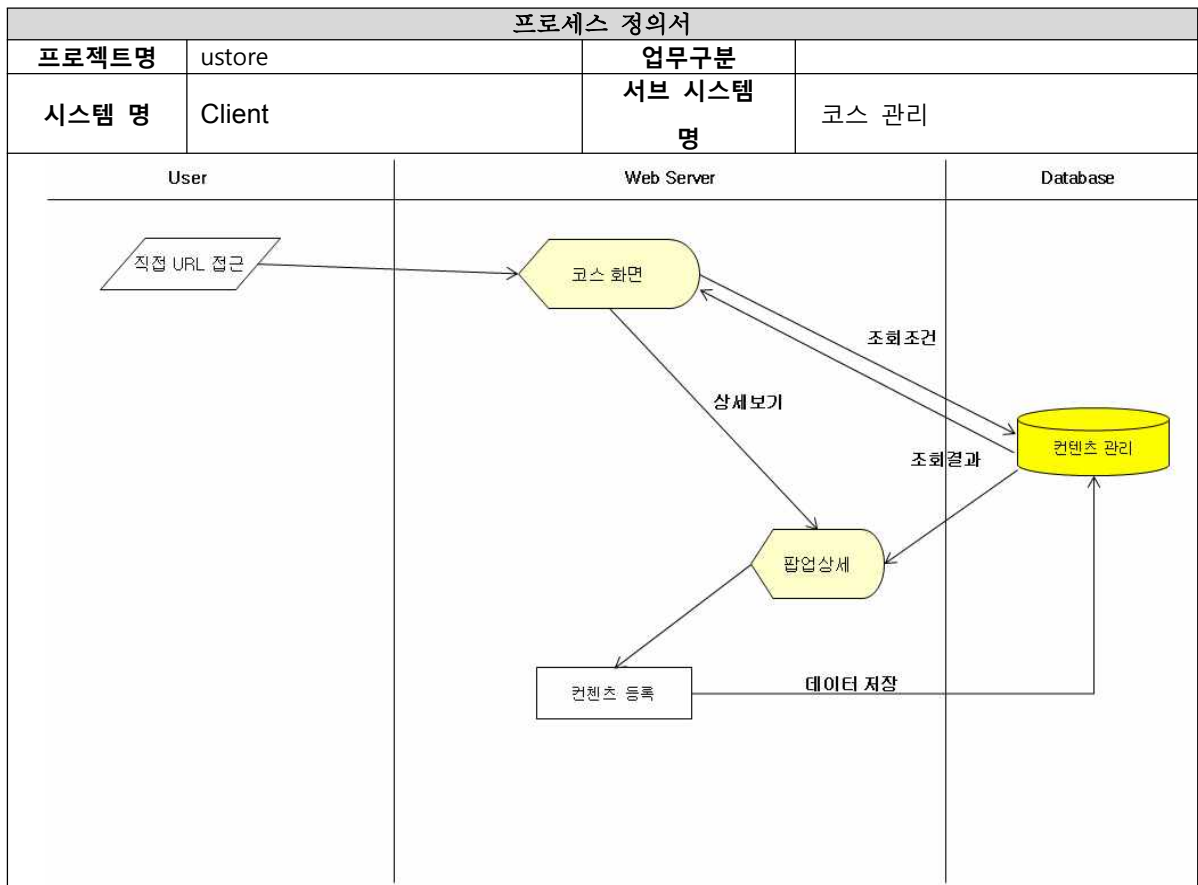 프로세스 정의서
프로젝트명 ustore 업무구분
시스템 명 Client 서브 시스템
명 코스 관리
User Web Server Database
직접 URL 접근
코스 화면
조회조건
상세보기
컨텐츠 관리
조회결과
팝업상세
컨첸츠 등록
데이터 저장